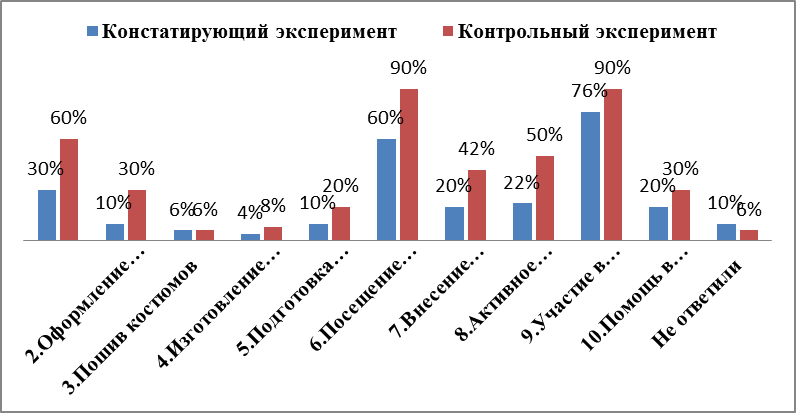 Констатирующий эксперимент Контрольный эксперимент
30% 60%
10% 30%
6% 6%
4% 8%
10% 20%
60% 90%
20% 42%
22% 50%
76% 90%
20% 30%
10% 6%
2.Оформление…
3.Пошив костюмов
4.Изготовление…
5.Подготовка…
6.Посещение…
7.Внесение…
8.Активное…
9.Участие в…
10.Помощь в…
Не ответили